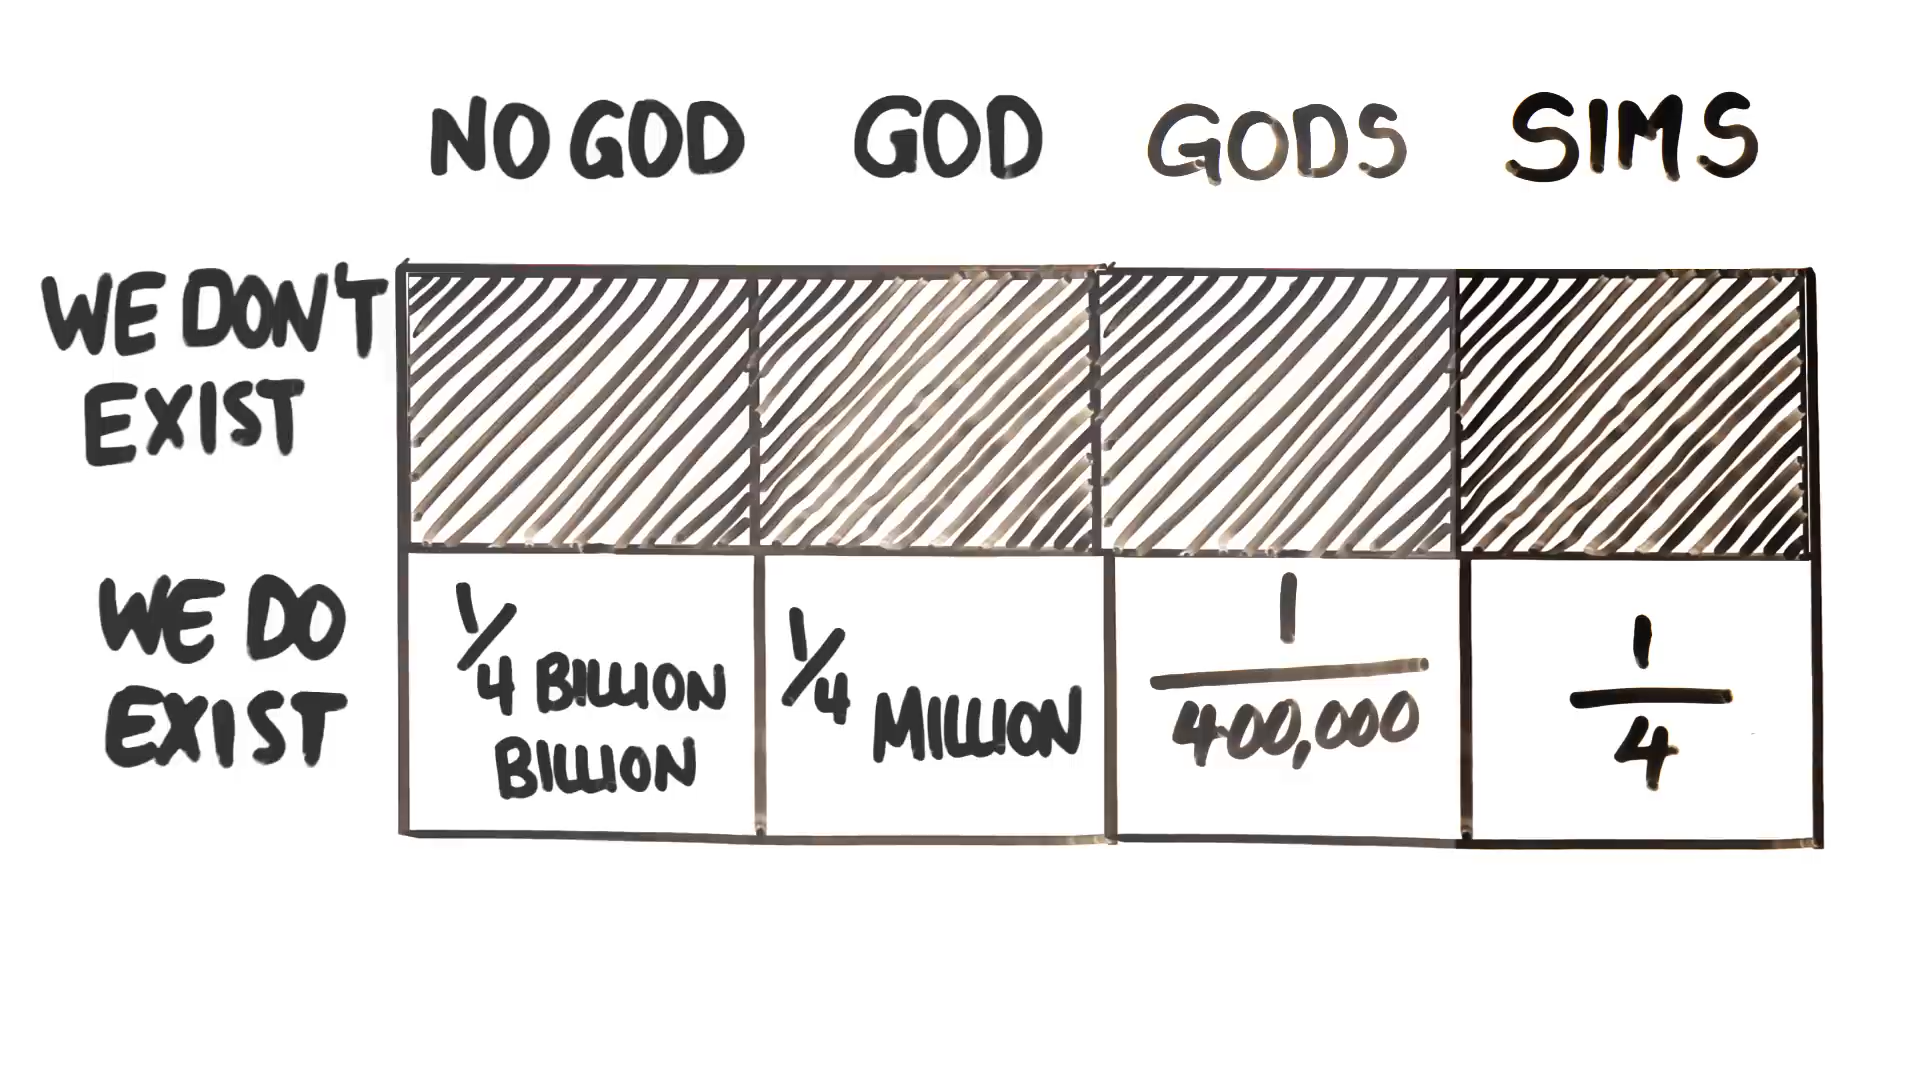 NO GOD GOD GODS SIMS
WE DON'T
EXIST
WE DO
EXIST
1/4 BILLION
BILLION
1/4 MILLION
1
400,000
1
4